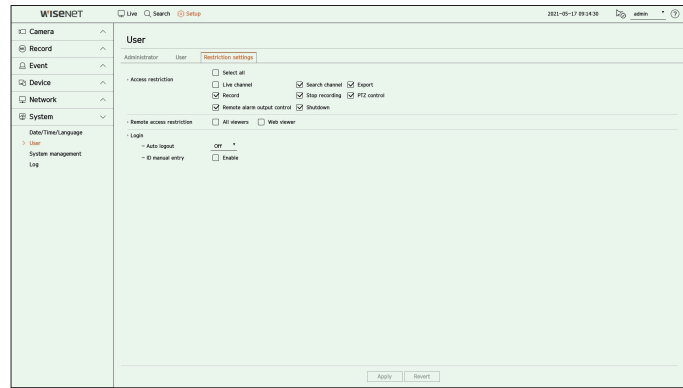 WISENET
Live Search Setup 2021-05-17 09:14:30 admin ?
Camera
Record
Event
Device
Network
System
Date/Time/Language
> User
System management
Log
User
Administrator User Restriction settings
· Access restriction
Select all
Live channel Search channel Export
Record Stop recording PTZ control
Remote alarm output control Shutdown
· Remote access restriction All viewers Web viewer
· Login
– Auto logout Off
– ID manual entry Enable
Apply Revert